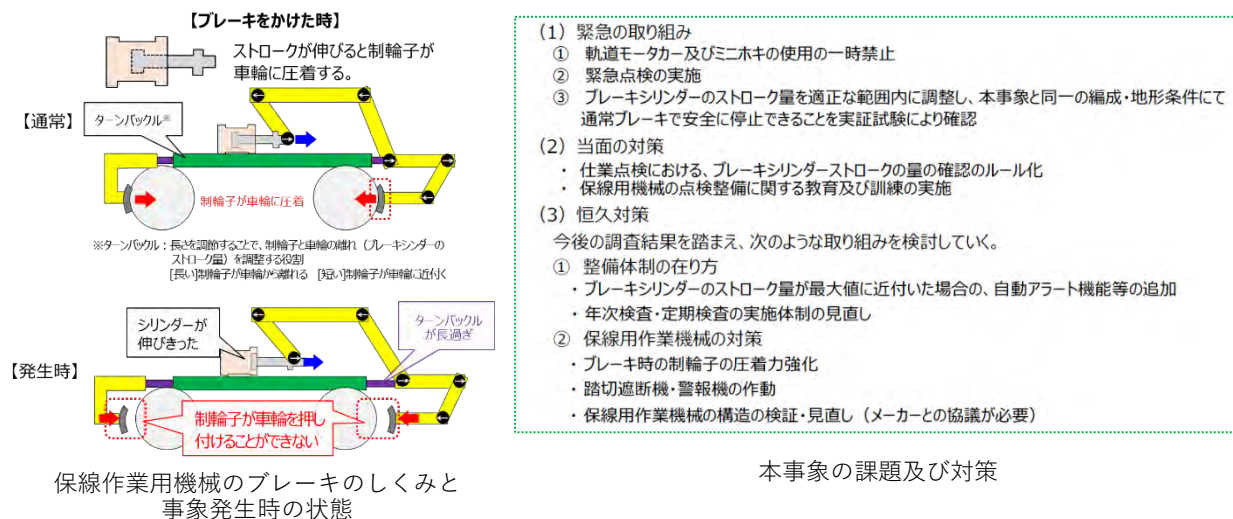 【ブレーキをかけた時】
ストロークが伸びると制輪子が
車輪に圧着する。
【通常】
ターンバックル※
制輪子が車輪に圧着
※ターンバックル：長さを調節することで、制輪子と車輪の離れ（ブレーキシンダーの
ストローク量）を調整する役割
[長い]制輪子が車輪から離れる　[短い]制輪子が車輪に近付く
シリンダーが
伸びきった
ターンバックル
が長過ぎ
【発生時】
制輪子が車輪を押し
付けることができない
保線作業用機械のブレーキのしくみと
事象発生時の状態
（1）緊急の取り組み
①　軌道モータカー及びミニホキの使用の一時禁止
②　緊急点検の実施
③　ブレーキシリンダーのストローク量を適正な範囲内に調整し、本事象と同一の編成・地形条件にて
通常ブレーキで安全に停止できることを実証試験により確認
（2）当面の対策
・ 仕業点検における、ブレーキシリンダーストロークの量の確認のルール化
・ 保線用機械の点検整備に関する教育及び訓練の実施
（3）恒久対策
今後の調査結果を踏まえ、次のような取り組みを検討していく。
①　整備体制の在り方
・ブレーキシリンダーのストローク量が最大値に近付いた場合の、自動アラート機能等の追加
・年次検査・定期検査の実施体制の見直し
②　保線用作業機械の対策
・ブレーキ時の制輪子の圧着力強化
・踏切遮断機・警報機の作動
・保線用作業機械の構造の検証・見直し（メーカーとの協議が必要）
本事象の課題及び対策